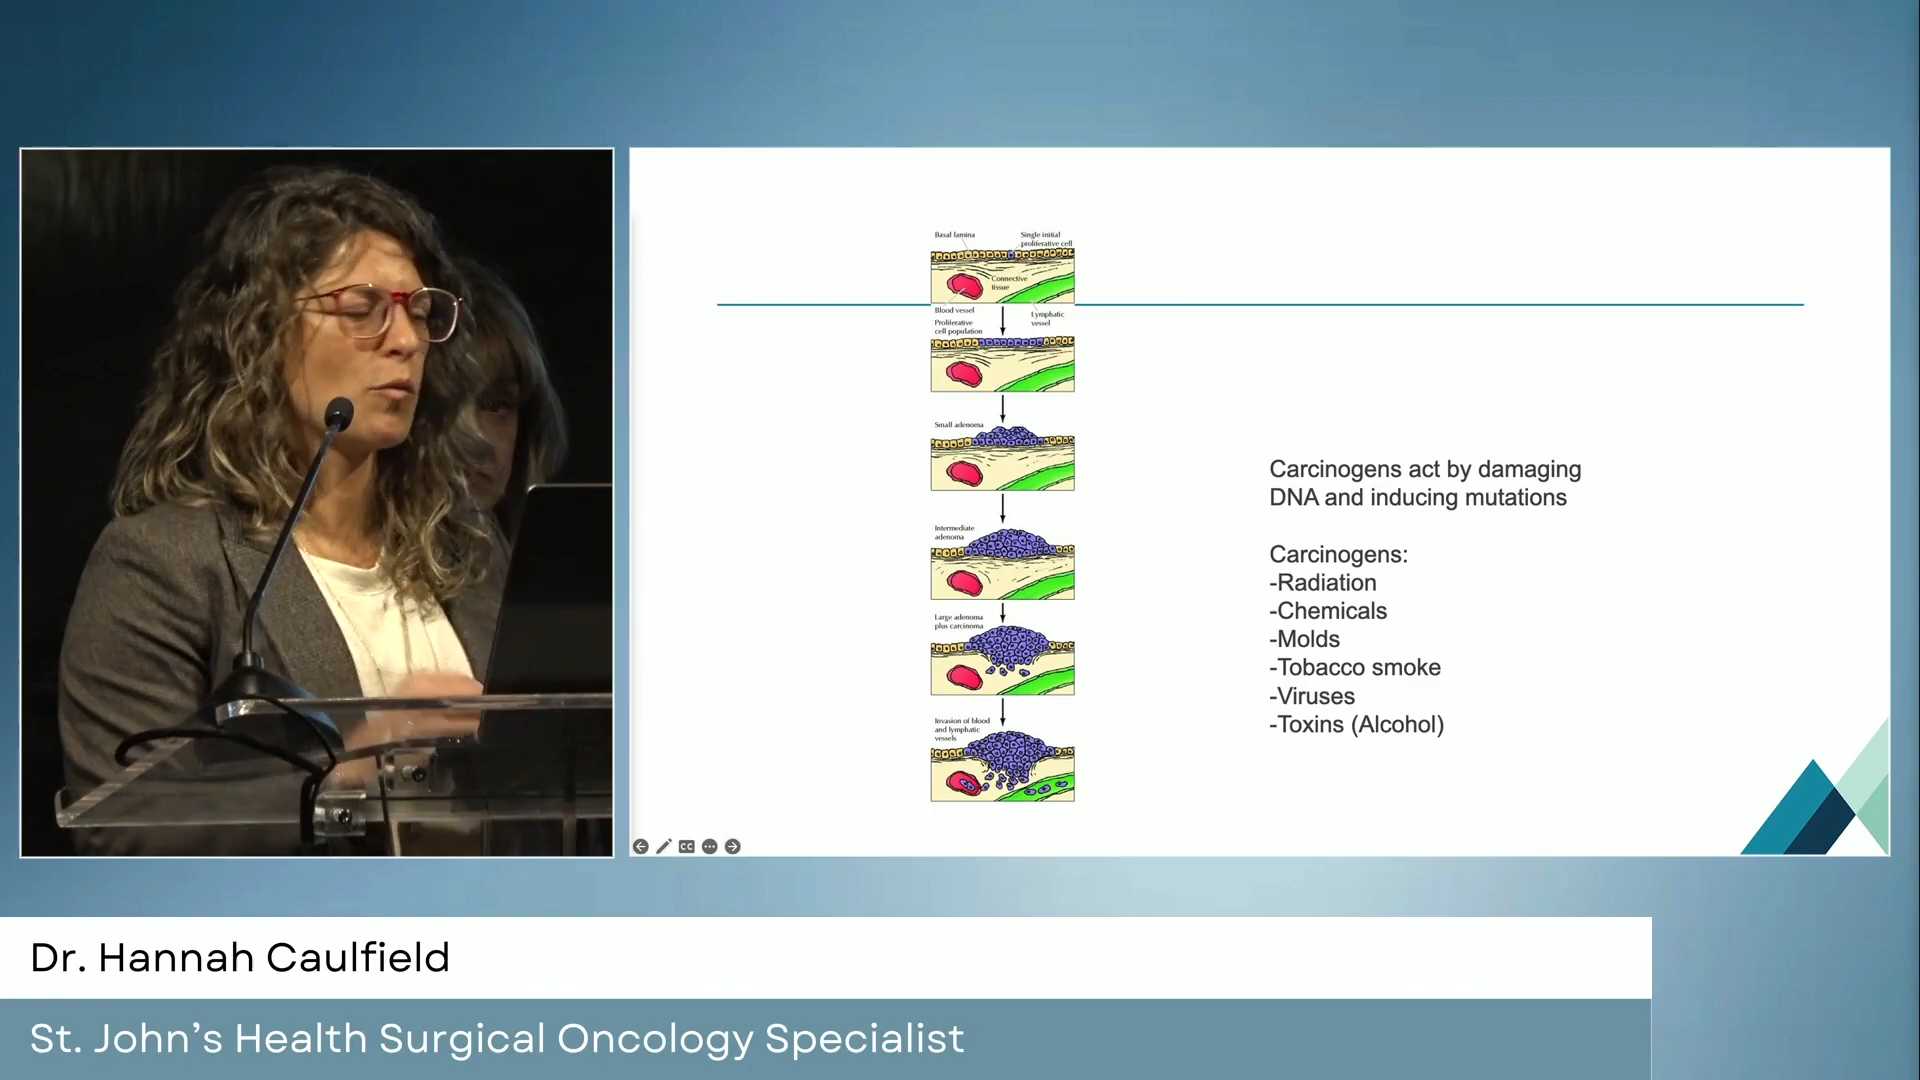 Basal lamina
Single initial
proliferative cell
Connective
tissue
Blood vessel
Lymphatic
vessel
Proliferative
cell population
Small adenoma
Intermediate
adenoma
Large adenoma
plus carcinoma
Invasion of blood
and lymphatic
vessels
Carcinogens act by damaging
DNA and inducing mutations
Carcinogens:
-Radiation
-Chemicals
-Molds
-Tobacco smoke
-Viruses
-Toxins (Alcohol)
CC
Dr. Hannah Caulfield
St. John’s Health Surgical Oncology Specialist